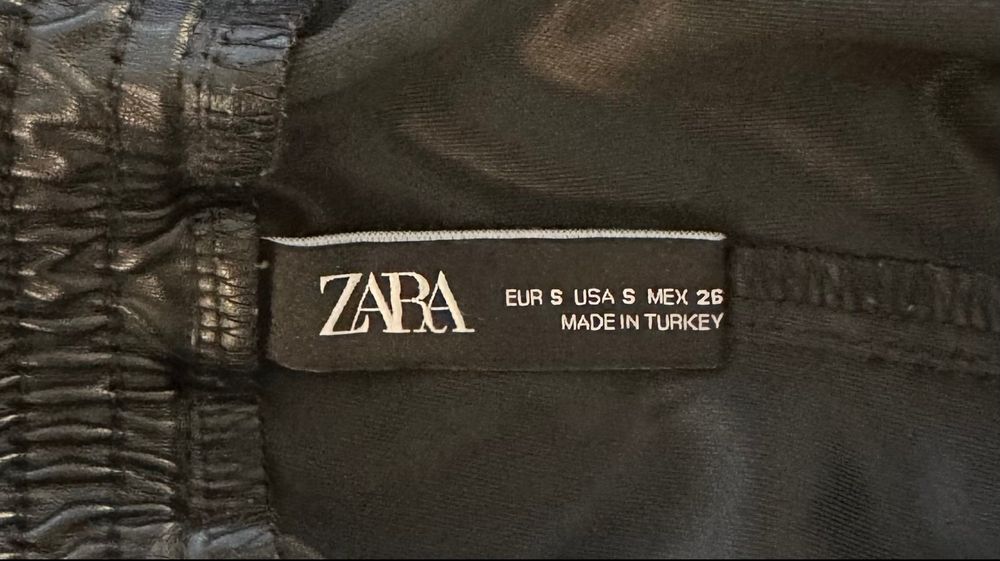 ZARA
EUR S USA S MEX 26
MADE IN TURKEY